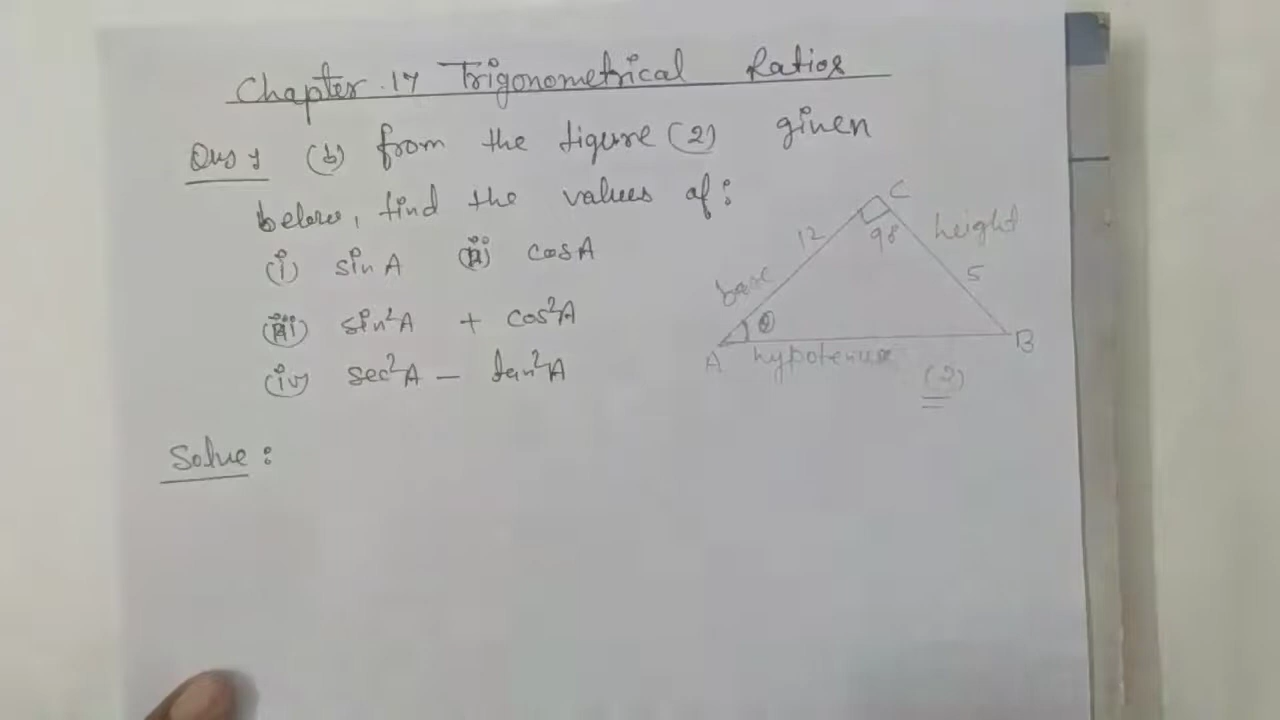 Chapter.17 Trigonometrical Ratios
Qus 1 (b) from the figure (2) given
below, find the values of:
(i) sin A (ii) cos A
(iii) sin²A + cos²A
(iv) sec²A – tan²A
Solve:
C
12
90
height
base
5
θ
A
B
hypotenuse
(2)